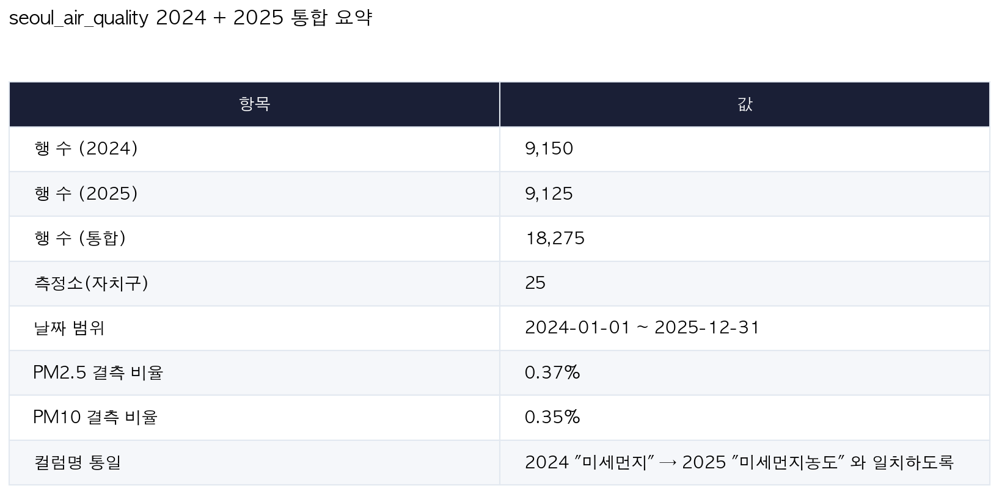 seoul_air_quality 2024 + 2025 통합 요약
항목 값
행 수 (2024) 9,150
행 수 (2025) 9,125
행 수 (통합) 18,275
측정소(자치구) 25
날짜 범위 2024-01-01 ~ 2025-12-31
PM2.5 결측 비율 0.37%
PM10 결측 비율 0.35%
컬럼명 통일 2024 "미세먼지" → 2025 "미세먼지농도" 와 일치하도록